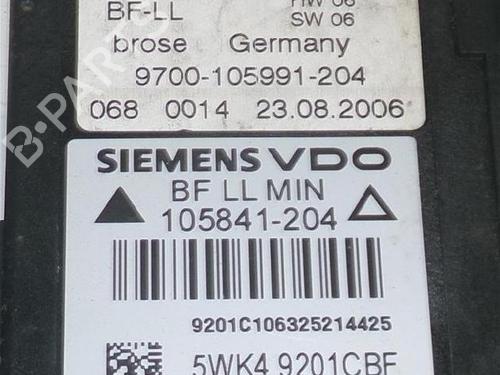 BF-LL
HW 06
SW 06
brose Germany
9700-105991-204
068 0014 23.08.2006
SIEMENS VDO
BF LL MIN
105841-204
9201C106325214425
5WK4 9201CBF
B-PARTS